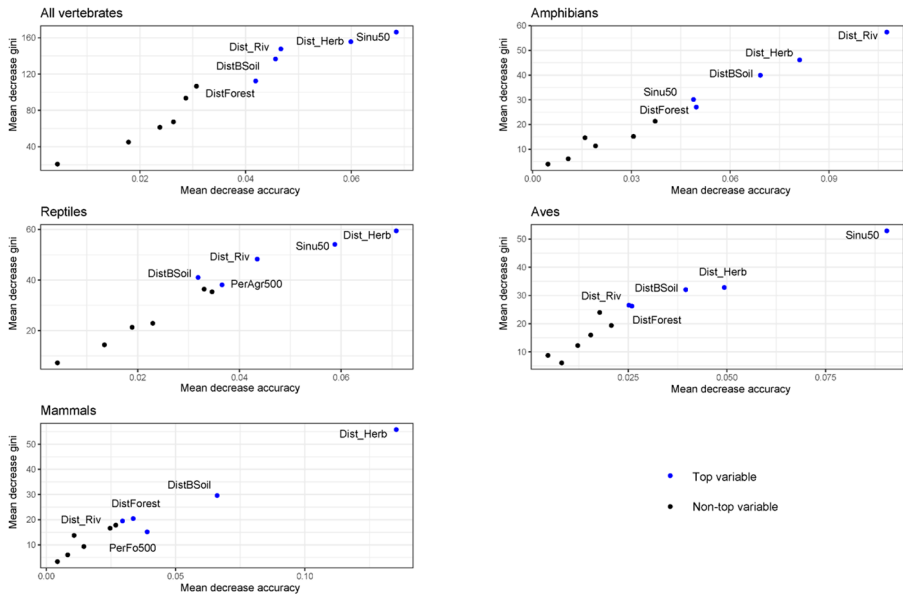 All vertebrates
Mean decrease gini
160
120
80
40
Dist_Riv
Dist_Herb
Sinu50
DistBSoil
DistForest
0.02
0.04
0.06
Mean decrease accuracy
Amphibians
Mean decrease gini
60
50
40
30
20
10
Dist_Riv
Dist_Herb
DistBSoil
Sinu50
DistForest
0.00
0.03
0.06
0.09
Mean decrease accuracy
Reptiles
Mean decrease gini
60
40
20
Dist_Herb
Sinu50
Dist_Riv
DistBSoil
PerAgr500
0.02
0.04
0.06
Mean decrease accuracy
Aves
Mean decrease gini
50
40
30
20
10
Sinu50
Dist_Herb
DistBSoil
Dist_Riv
DistForest
0.025
0.050
0.075
Mean decrease accuracy
Mammals
Mean decrease gini
50
40
30
20
10
Dist_Herb
DistBSoil
DistForest
Dist_Riv
PerFo500
0.00
0.05
0.10
Mean decrease accuracy
Top variable
Non-top variable